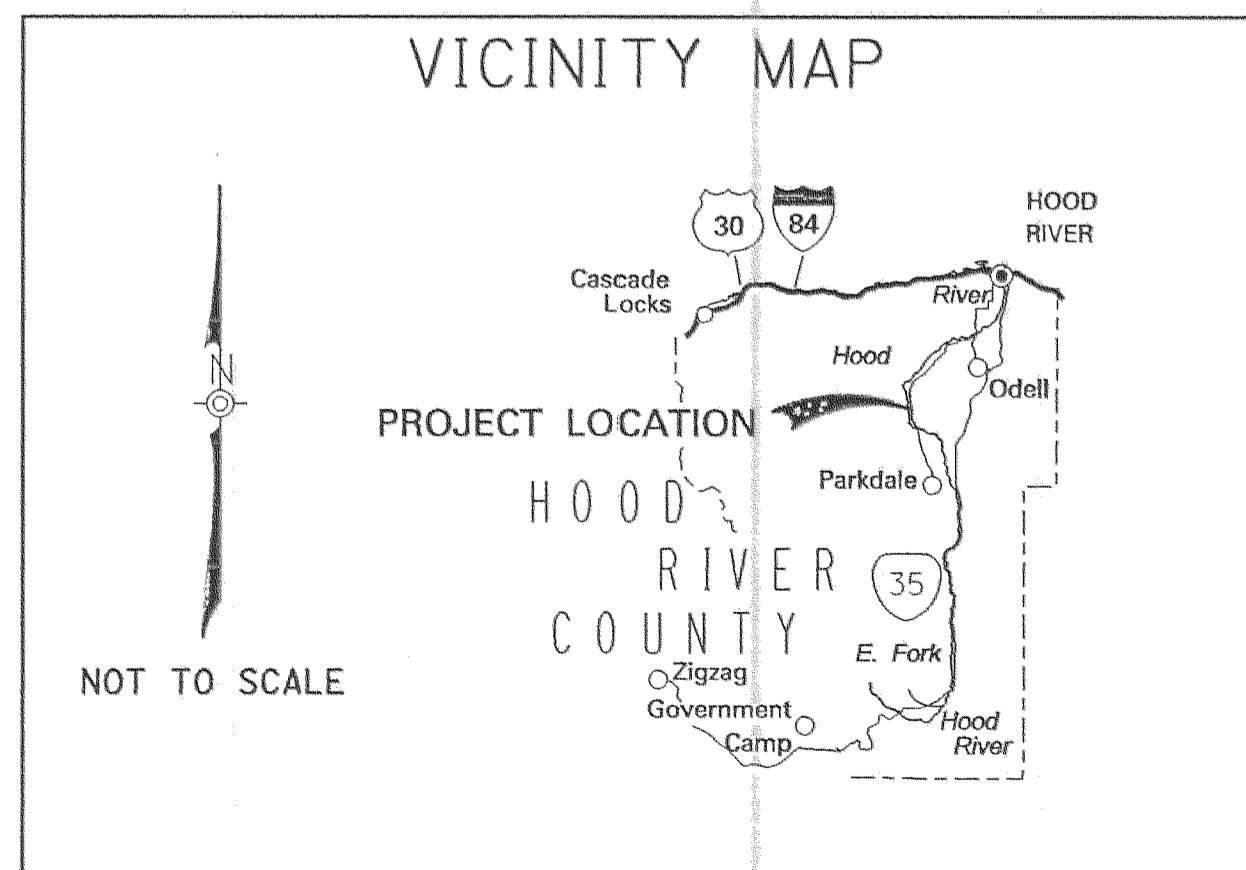 VICINITY MAP
30
84
HOOD
RIVER
Cascade
Locks
River
Hood
Odell
N
PROJECT LOCATION
Parkdale
HOOD
RIVER
COUNTY
35
E. Fork
Zigzag
NOT TO SCALE
Government
Camp
Hood
River